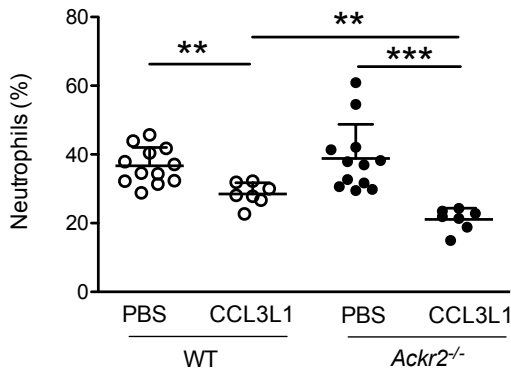 80
**
**
***
60
Neutrophils (%)
40
20
0
PBS CCL3L1 PBS CCL3L1
WT Ackr2-/-